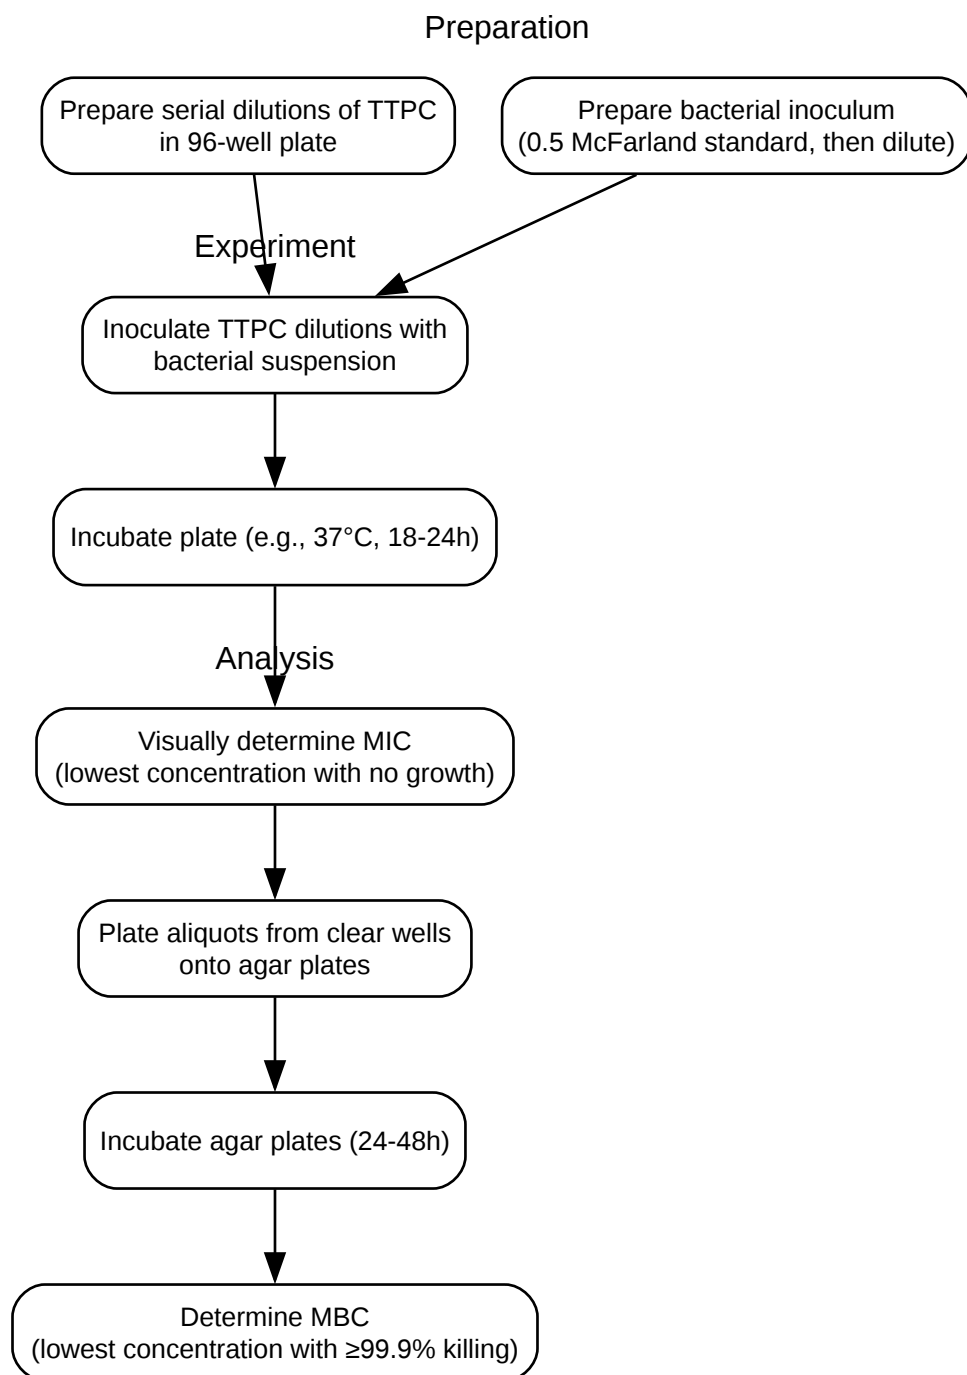 Preparation
Prepare serial dilutions of TTPC
in 96-well plate
Prepare bacterial inoculum
(0.5 McFarland standard, then dilute)
Experiment
Inoculate TTPC dilutions with
bacterial suspension
Incubate plate (e.g., 37°C, 18-24h)
Analysis
Visually determine MIC
(lowest concentration with no growth)
Plate aliquots from clear wells
onto agar plates
Incubate agar plates (24-48h)
Determine MBC
(lowest concentration with ≥99.9% killing)